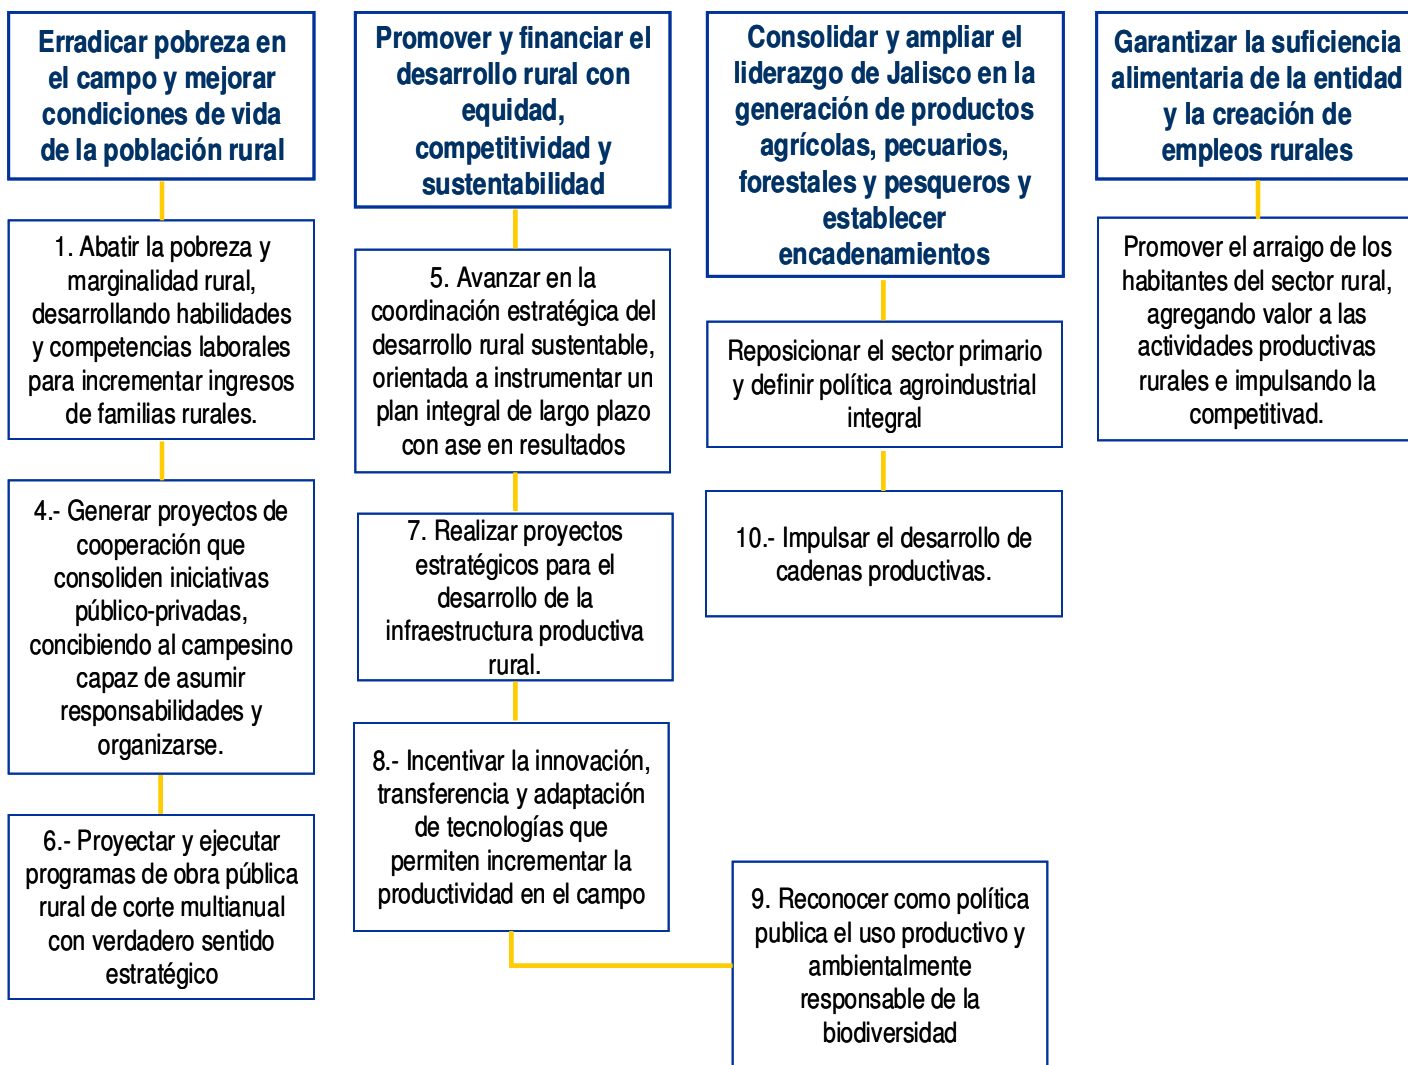 Erradicar pobreza en
el campo y mejorar
condiciones de vida
de la población rural
1. Abatir la pobreza y
marginalidad rural,
desarrollando habilidades
y competencias laborales
para incrementar ingresos
de familias rurales.
4.- Generar proyectos de
cooperación que
consoliden iniciativas
público-privadas,
concibiendo al campesino
capaz de asumir
responsabilidades y
organizarse.
6.- Proyectar y ejecutar
programas de obra pública
rural de corte multianual
con verdadero sentido
estratégico
Promover y financiar el
desarrollo rural con
equidad,
competitividad y
sustentabilidad
5. Avanzar en la
coordinación estratégica del
desarrollo rural sustentable,
orientada a instrumentar un
plan integral de largo plazo
con ase en resultados
7. Realizar proyectos
estratégicos para el
desarrollo de la
infraestructura productiva
rural.
8.- Incentivar la innovación,
transferencia y adaptación
de tecnologías que
permiten incrementar la
productividad en el campo
9. Reconocer como política
publica el uso productivo y
ambientalmente
responsable de la
biodiversidad
Consolidar y ampliar el
liderazgo de Jalisco en la
generación de productos
agrícolas, pecuarios,
forestales y pesqueros y
establecer
encadenamientos
Reposicionar el sector primario
y definir política agroindustrial
integral
10.- Impulsar el desarrollo de
cadenas productivas.
Garantizar la suficiencia
alimentaria de la entidad
y la creación de
empleos rurales
Promover el arraigo de los
habitantes del sector rural,
agregando valor a las
actividades productivas
rurales e impulsando la
competitivad.